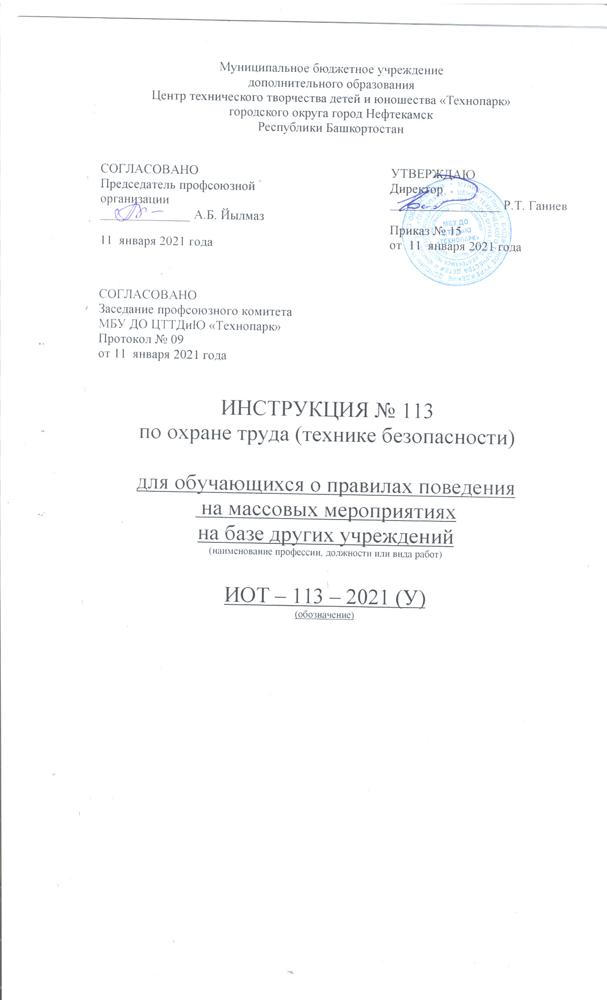 Муниципальное бюджетное учреждение
дополнительного образования
Центр технического творчества детей и юношества «Технопарк»
городского округа город Нефтекамск
Республики Башкортостан
СОГЛАСОВАНО
Председатель профсоюзной
организации
А.Б. Йылмаз
11 января 2021 года
УТВЕРЖДАЮ
Директор
Р.Т. Ганиев
Приказ № 15
от 11 января 2021 года
МБУ ДО
ЦТТДиЮ
«ТЕХНОПАРК»
СОГЛАСОВАНО
Заседание профсоюзного комитета
МБУ ДО ЦТТДиЮ «Технопарк»
Протокол № 09
от 11 января 2021 года
ИНСТРУКЦИЯ № 113
по охране труда (технике безопасности)
для обучающихся о правилах поведения
на массовых мероприятиях
на базе других учреждений
(наименование профессии, должности или вида работ)
ИОТ – 113 – 2021 (У)
(обозначение)